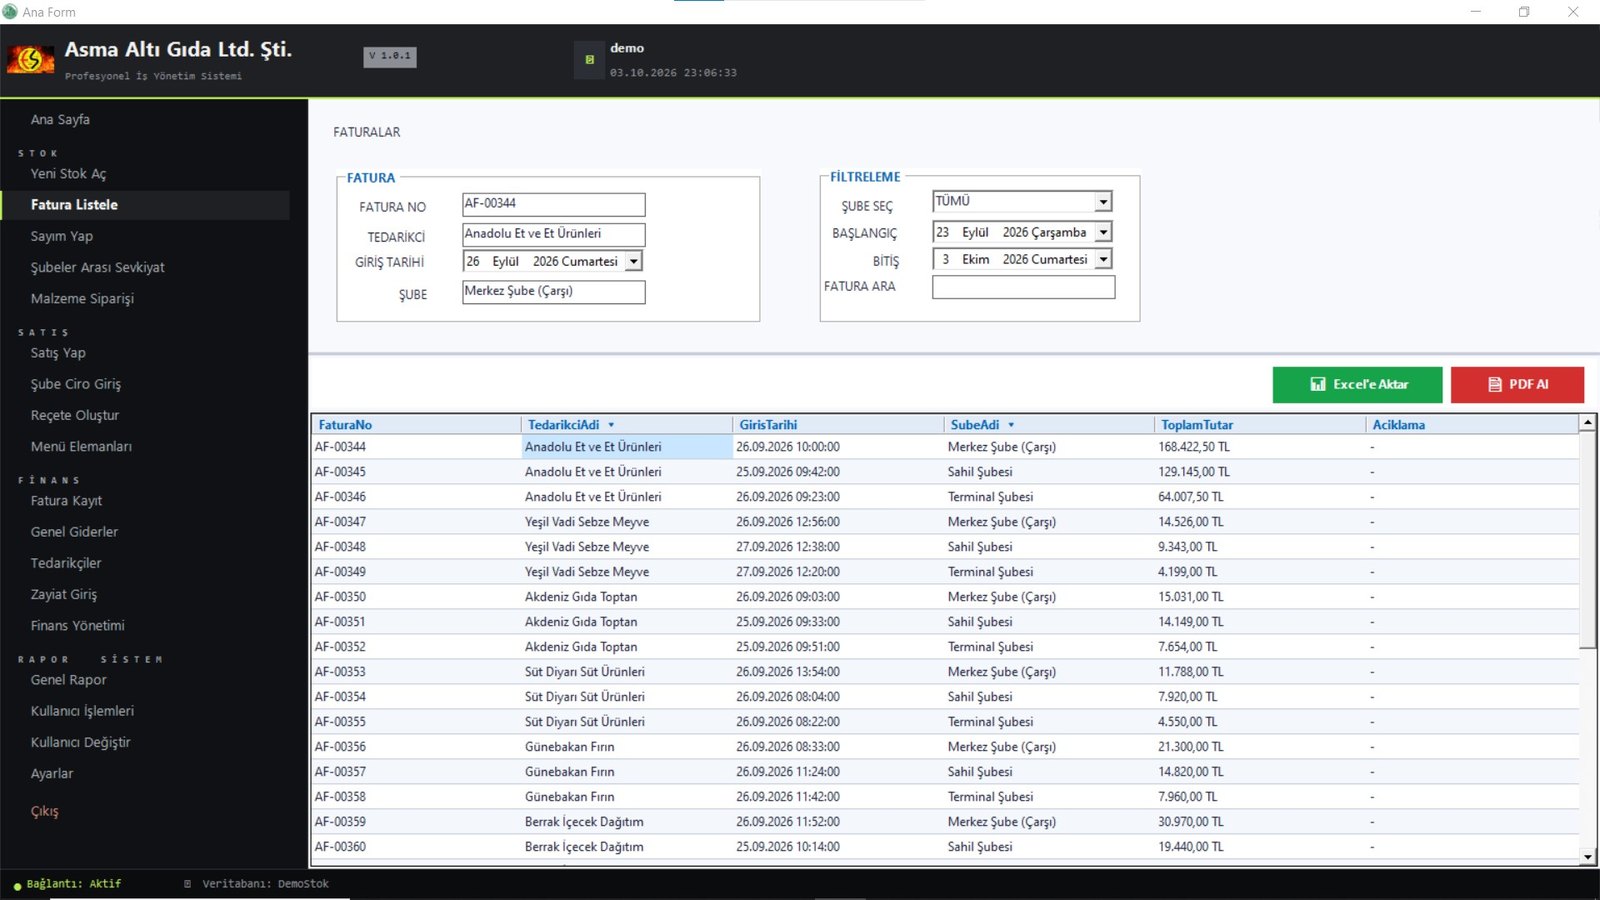 Ana Form
Asma Altı Gıda Ltd. Şti.
Profesyonel İş Yönetim Sistemi
V 1.0.1
demo
03.10.2026 23:06:33
Ana Sayfa
STOK
Yeni Stok Aç
Fatura Listele
Sayım Yap
Şubeler Arası Sevkiyat
Malzeme Siparişi
SATIŞ
Satış Yap
Şube Ciro Giriş
Reçete Oluştur
Menü Elemanları
FİNANS
Fatura Kayıt
Genel Giderler
Tedarikçiler
Zayiat Giriş
Finans Yönetimi
RAPOR SİSTEM
Genel Rapor
Kullanıcı İşlemleri
Kullanıcı Değiştir
Ayarlar
Çıkış
FATURALAR
FATURA
FATURA NO AF-00344
TEDARİKCİ Anadolu Et ve Et Ürünleri
GİRİŞ TARİHİ 26 Eylül 2026 Cumartesi
ŞUBE Merkez Şube (Çarşı)
FİLTRELEME
ŞUBE SEÇ TÜMÜ
BAŞLANGIÇ 23 Eylül 2026 Çarşamba
BİTİŞ 3 Ekim 2026 Cumartesi
FATURA ARA
Excel'e Aktar
PDF Al
FaturaNo TedarikciAdi GirisTarihi SubeAdi ToplamTutar Aciklama
AF-00344 Anadolu Et ve Et Ürünleri 26.09.2026 10:00:00 Merkez Şube (Çarşı) 168.422,50 TL -
AF-00345 Anadolu Et ve Et Ürünleri 25.09.2026 09:42:00 Sahil Şubesi 129.145,00 TL -
AF-00346 Anadolu Et ve Et Ürünleri 26.09.2026 09:23:00 Terminal Şubesi 64.007,50 TL -
AF-00347 Yeşil Vadi Sebze Meyve 26.09.2026 12:56:00 Merkez Şube (Çarşı) 14.526,00 TL -
AF-00348 Yeşil Vadi Sebze Meyve 27.09.2026 12:38:00 Sahil Şubesi 9.343,00 TL -
AF-00349 Yeşil Vadi Sebze Meyve 27.09.2026 12:20:00 Terminal Şubesi 4.199,00 TL -
AF-00350 Akdeniz Gıda Toptan 26.09.2026 09:03:00 Merkez Şube (Çarşı) 15.031,00 TL -
AF-00351 Akdeniz Gıda Toptan 25.09.2026 09:33:00 Sahil Şubesi 14.149,00 TL -
AF-00352 Akdeniz Gıda Toptan 25.09.2026 09:51:00 Terminal Şubesi 7.654,00 TL -
AF-00353 Süt Diyarı Süt Ürünleri 26.09.2026 13:54:00 Merkez Şube (Çarşı) 11.788,00 TL -
AF-00354 Süt Diyarı Süt Ürünleri 26.09.2026 08:04:00 Sahil Şubesi 7.920,00 TL -
AF-00355 Süt Diyarı Süt Ürünleri 26.09.2026 08:22:00 Terminal Şubesi 4.550,00 TL -
AF-00356 Günebakan Fırın 26.09.2026 08:33:00 Merkez Şube (Çarşı) 21.300,00 TL -
AF-00357 Günebakan Fırın 26.09.2026 11:24:00 Sahil Şubesi 14.820,00 TL -
AF-00358 Günebakan Fırın 26.09.2026 11:42:00 Terminal Şubesi 7.960,00 TL -
AF-00359 Berrak İçecek Dağıtım 26.09.2026 11:52:00 Merkez Şube (Çarşı) 30.970,00 TL -
AF-00360 Berrak İçecek Dağıtım 25.09.2026 10:14:00 Sahil Şubesi 19.440,00 TL -
Bağlantı: Aktif
Veritabanı: DemoStok